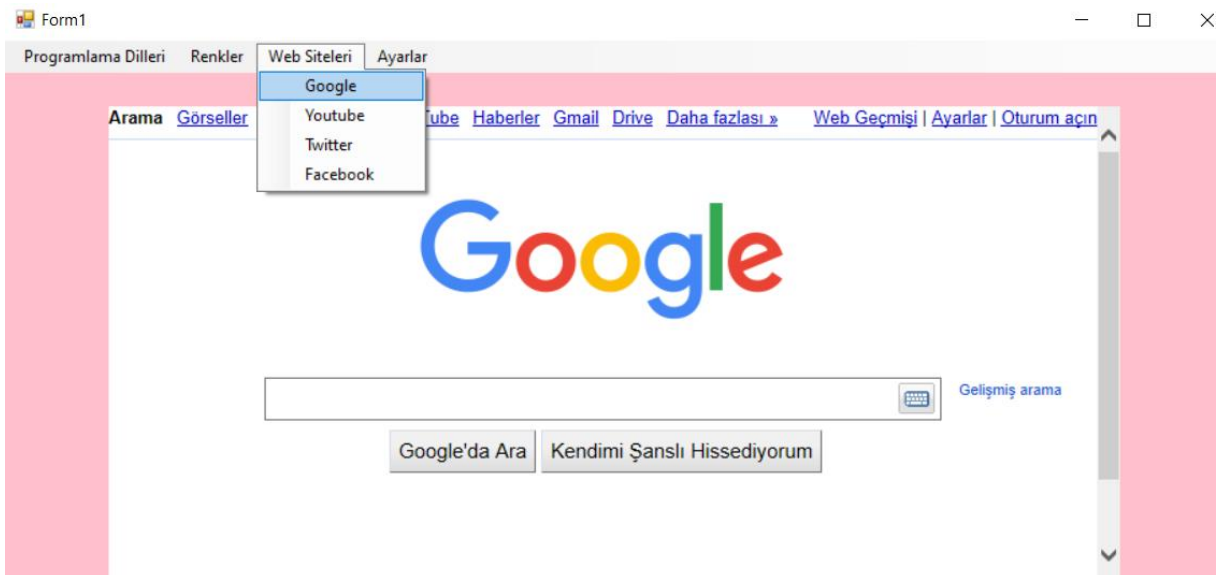 Form1
Programlama Dilleri Renkler Web Siteleri Ayarlar
Google
Youtube
Twitter
Facebook
Arama Görseller Haberler Gmail Drive Daha fazlası » Web Geçmişi | Ayarlar | Oturum açın
Google
Gelişmiş arama
Google'da Ara Kendimi Şanslı Hissediyorum